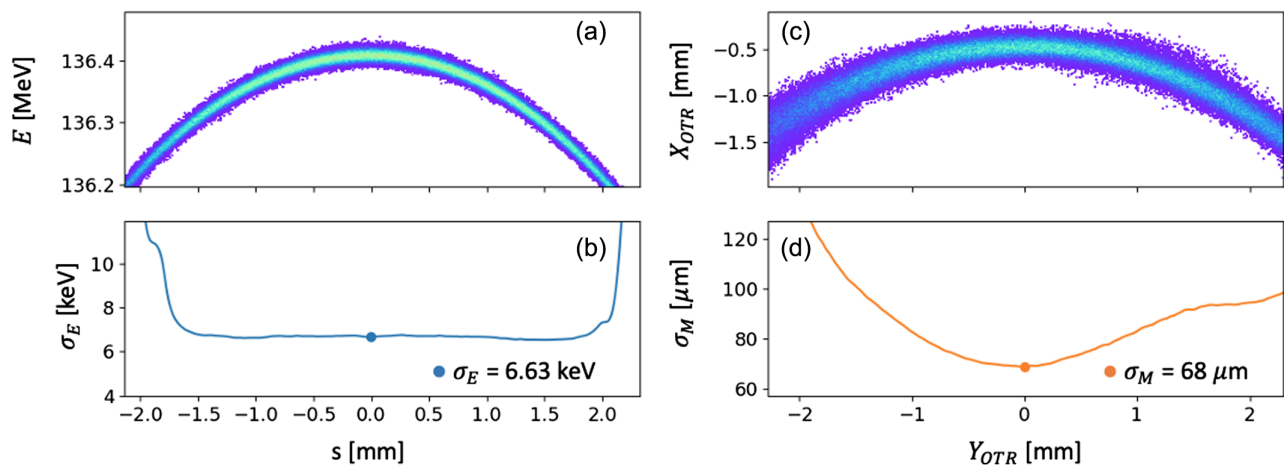 (a)
E [MeV]
136.4
136.3
136.2
(c)
X_OTR [mm]
−0.5
−1.0
−1.5
(b)
σ_E [keV]
10
8
6
4
σ_E = 6.63 keV
−2.0 −1.5 −1.0 −0.5 0.0 0.5 1.0 1.5 2.0
s [mm]
(d)
σ_M [μm]
120
100
80
60
σ_M = 68 μm
−2 −1 0 1 2
Y_OTR [mm]